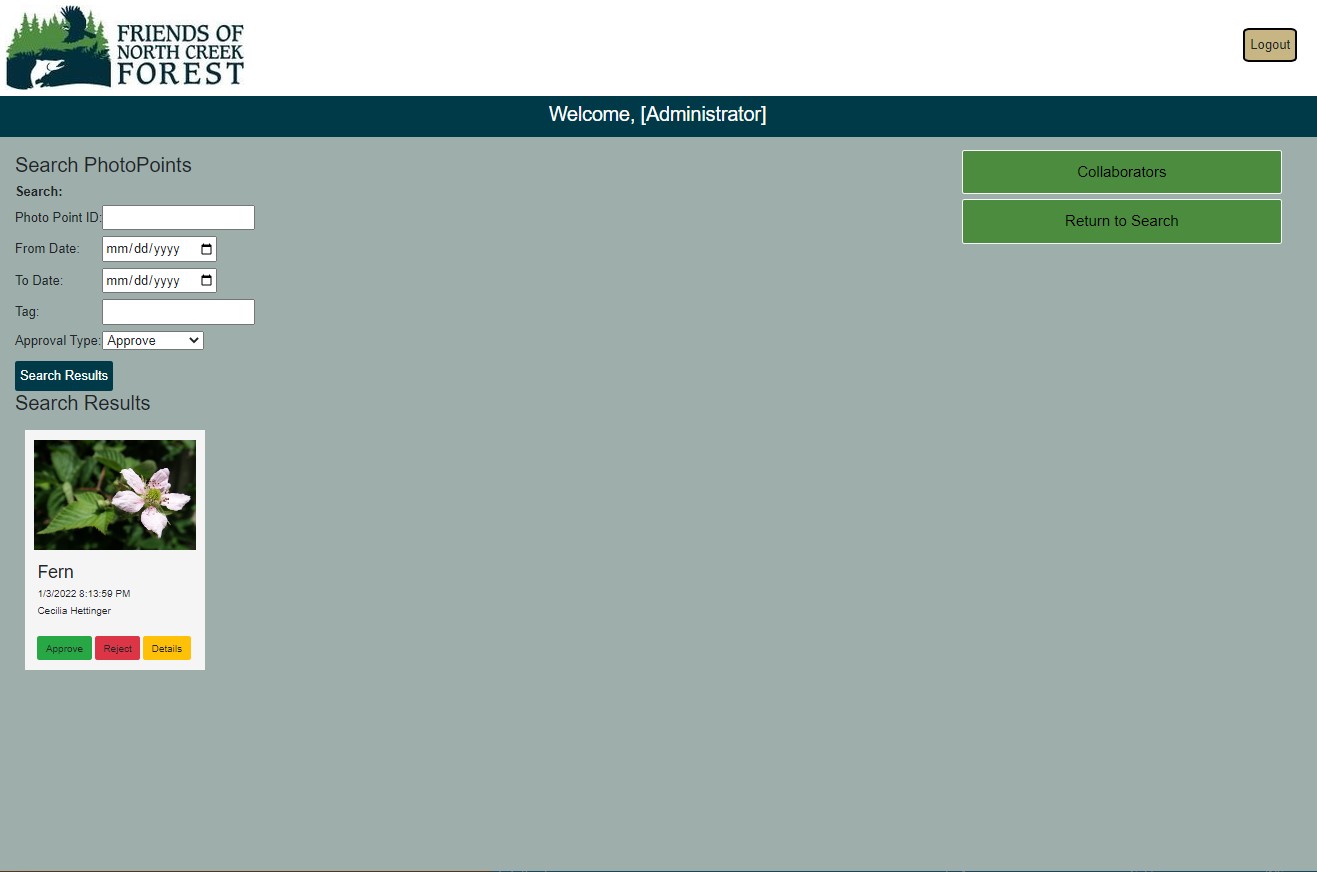 FRIENDS OF
NORTH CREEK
FOREST
Logout
Welcome, [Administrator]
Search PhotoPoints
Search:
Photo Point ID:
From Date: mm/dd/yyyy
To Date: mm/dd/yyyy
Tag:
Approval Type: Approve
Search Results
Collaborators
Return to Search
Search Results
Fern
1/3/2022 8:13:59 PM
Cecilia Hettinger
Approve Reject Details